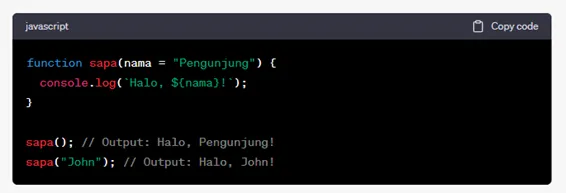 javascript
Copy code
function sapa(nama = "Pengunjung") {
console.log(`Halo, ${nama}!`);
}
sapa(); // Output: Halo, Pengunjung!
sapa("John"); // Output: Halo, John!